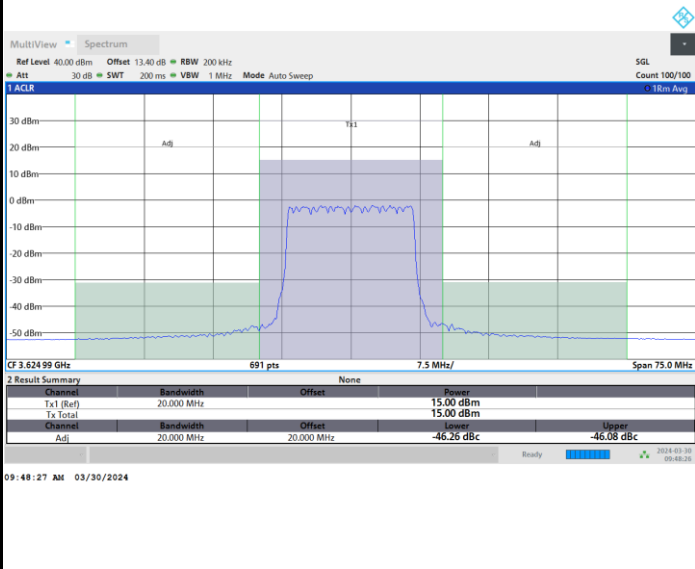 MultiView Spectrum
Ref Level 40.00 dBm Offset 13.40 dB RBW 200 kHz SGL
Att 30 dB SWT 200 ms VBW 1 MHz Mode Auto Sweep Count 100/100
1 ACLR 1Rm Avg
30 dBm
Tx1
20 dBm
Adj Adj
10 dBm
0 dBm
-10 dBm
-20 dBm
-30 dBm
-40 dBm
-50 dBm
CF 3.624 99 GHz 691 pts 7.5 MHz/ Span 75.0 MHz
2 Result Summary None
Channel Bandwidth Offset Power
Tx1 (Ref) 20.000 MHz 15.00 dBm
Tx Total 15.00 dBm
Channel Bandwidth Offset Lower Upper
Adj 20.000 MHz 20.000 MHz -46.26 dBc -46.08 dBc
Ready 2024-03-30
09:48:28
09:48:27 AM 03/30/2024